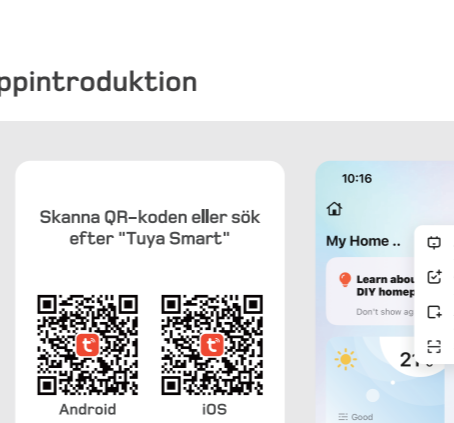 ppintroduktion
Skanna QR-koden eller sök
efter "Tuya Smart"
Android
iOS
10:16
My Home ..
Learn abou
DIY homep
Don't show ag
Good